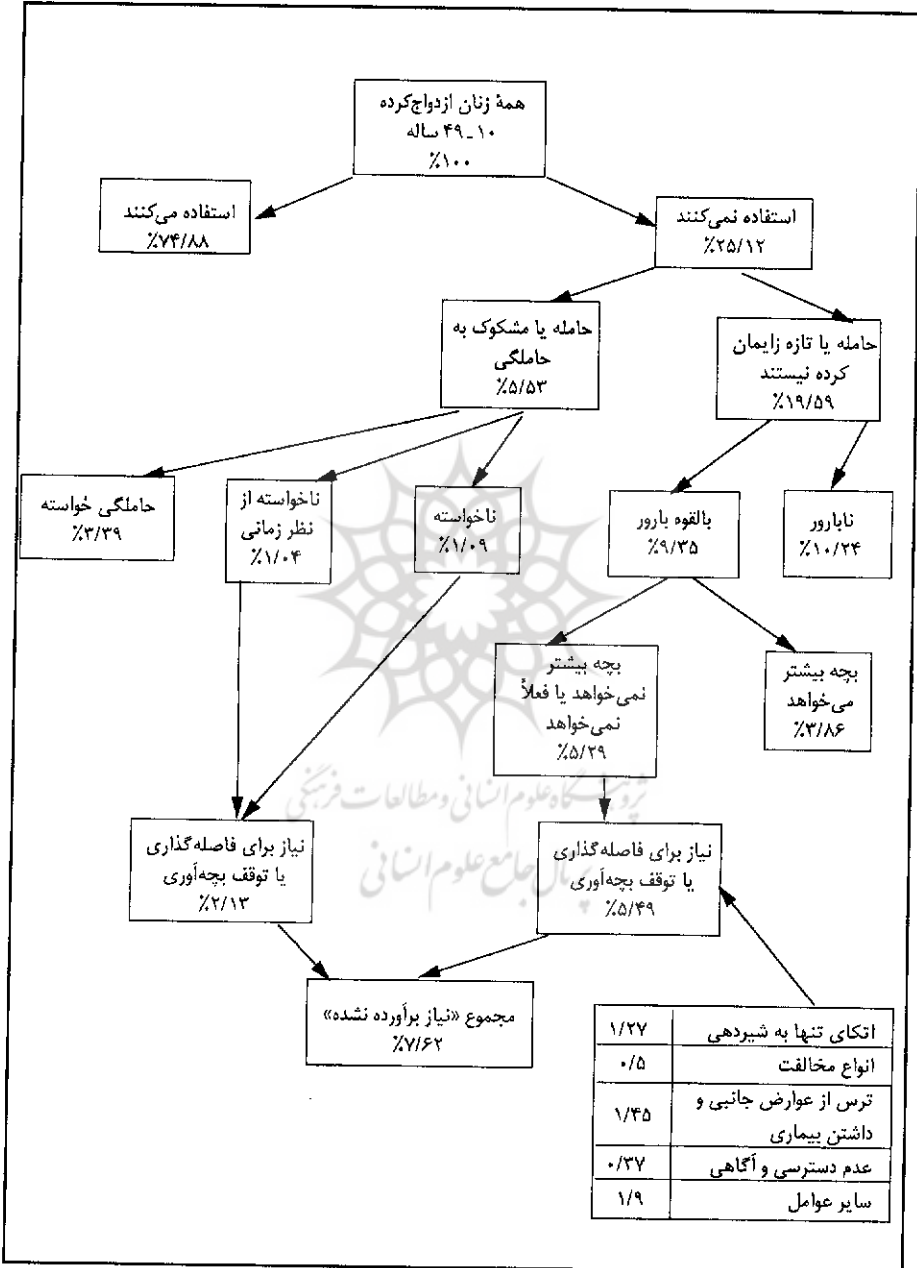 همهٔ زنان ازدواج‌کرده
۱۰ ـ ۴۹ ساله
٪۱۰۰
استفاده نمی‌کنند
٪۲۵/۱۲
استفاده می‌کنند
٪۷۴/۸۸
حامله یا تازه زایمان
کرده نیستند
٪۱۹/۵۹
حامله یا مشکوک به
حاملگی
٪۵/۵۳
نابارور
٪۱۰/۲۴
بالقوه بارور
٪۹/۳۵
ناخواسته
٪۱/۰۹
ناخواسته از
نظر زمانی
٪۱/۰۴
حاملگی خواسته
٪۳/۳۹
بچه بیشتر
می‌خواهد
٪۳/۸۶
بچه بیشتر
نمی‌خواهد یا فعلاً
نمی‌خواهد
٪۵/۲۹
پژوهشگاه علوم انسانی و مطالعات فرهنگی
پرتال جامع علوم انسانی
نیاز برای فاصله‌گذاری
یا توقف بچه‌آوری
٪۵/۴۹
نیاز برای فاصله‌گذاری
یا توقف بچه‌آوری
٪۲/۱۳
مجموع «نیاز برآورده نشده»
٪۷/۶۲
اتکای تنها به شیردهی ۱/۲۷
انواع مخالفت ۰/۵
ترس از عوارض جانبی و
داشتن بیماری ۱/۴۵
عدم دسترسی و آگاهی ۰/۳۷
سایر عوامل ۱/۹